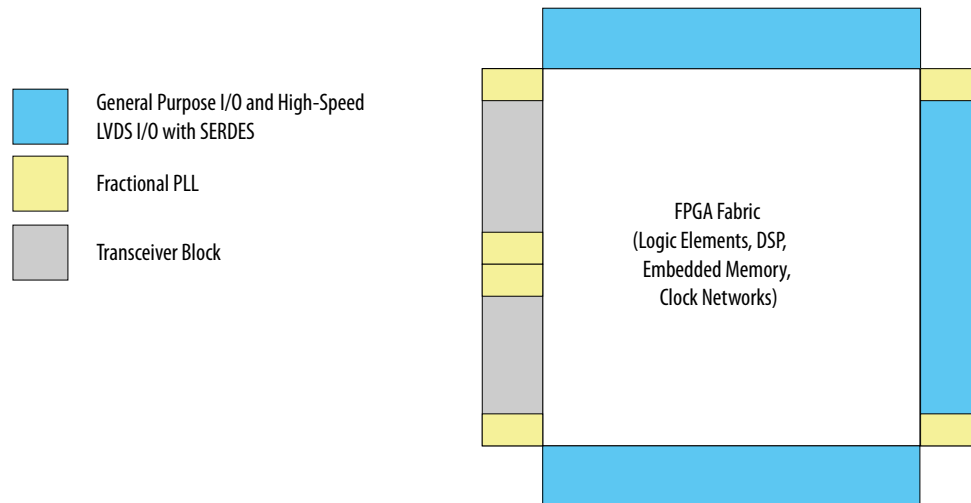 General Purpose I/O and High-Speed
LVDS I/O with SERDES
Fractional PLL
Transceiver Block
FPGA Fabric
(Logic Elements, DSP,
Embedded Memory,
Clock Networks)